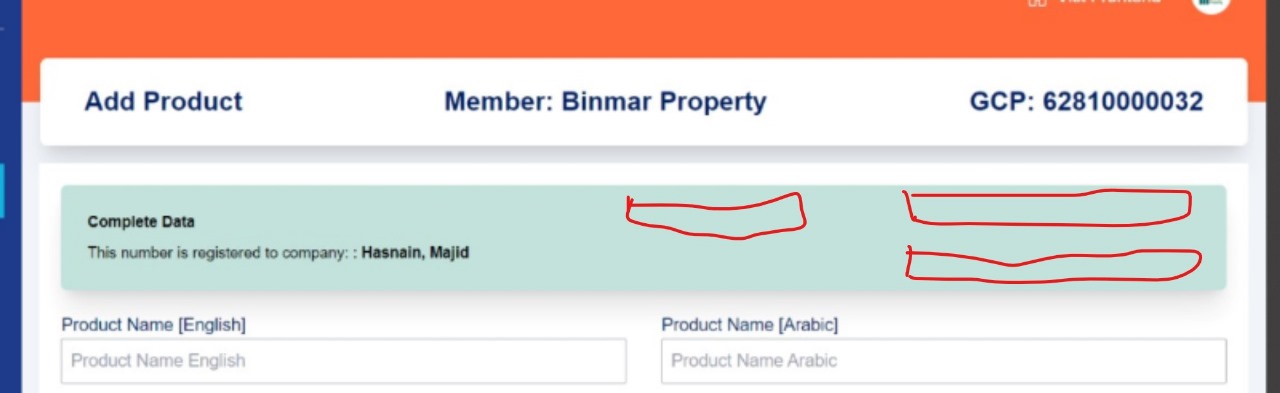 Add Product
Member: Binmar Property
GCP: 62810000032
Complete Data
This number is registered to company: : Hasnain, Majid
Product Name [English]
Product Name [Arabic]
Product Name English
Product Name Arabic